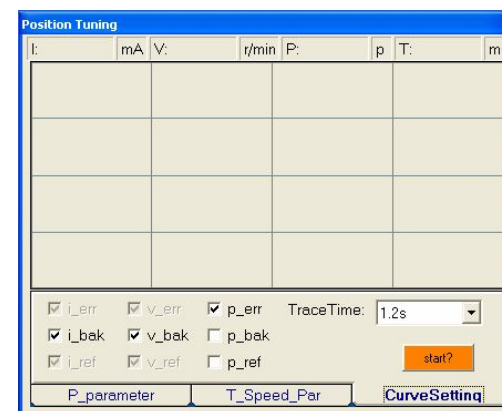 Position Tuning
I: mA V: r/min P: p T: m
i_err v_err p_err TraceTime: 1.2s
i_bak v_bak p_bak
i_ref v_ref p_ref start?
P_parameter T_Speed_Par CurveSetting